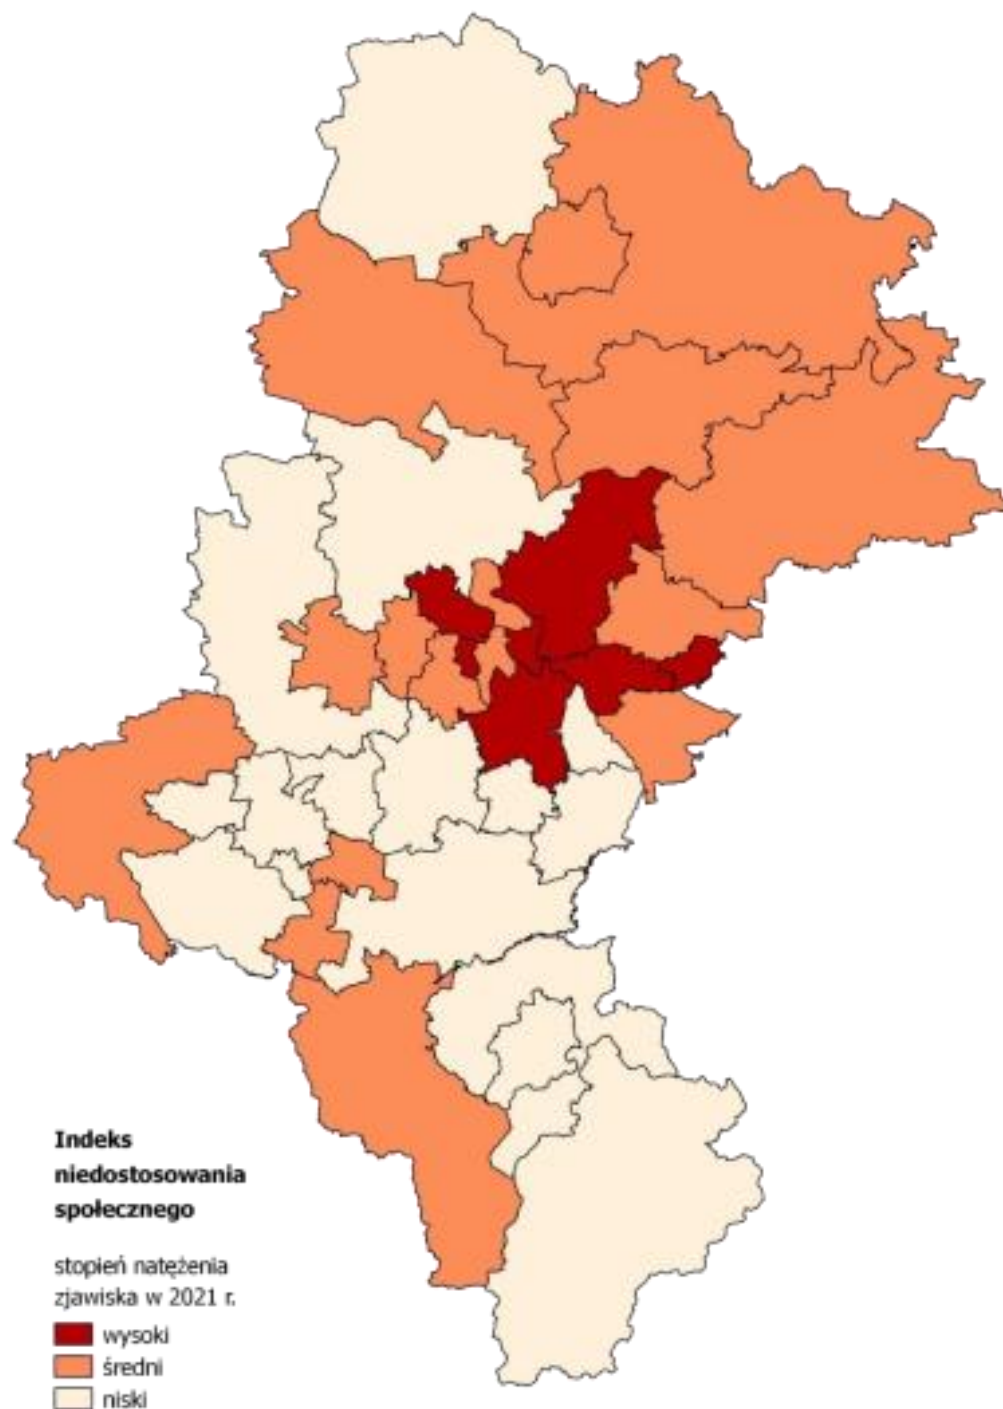 Indeks
niedostosowania
społecznego
stopień natężenia
zjawiska w 2021 r.
wysoki
średni
niski